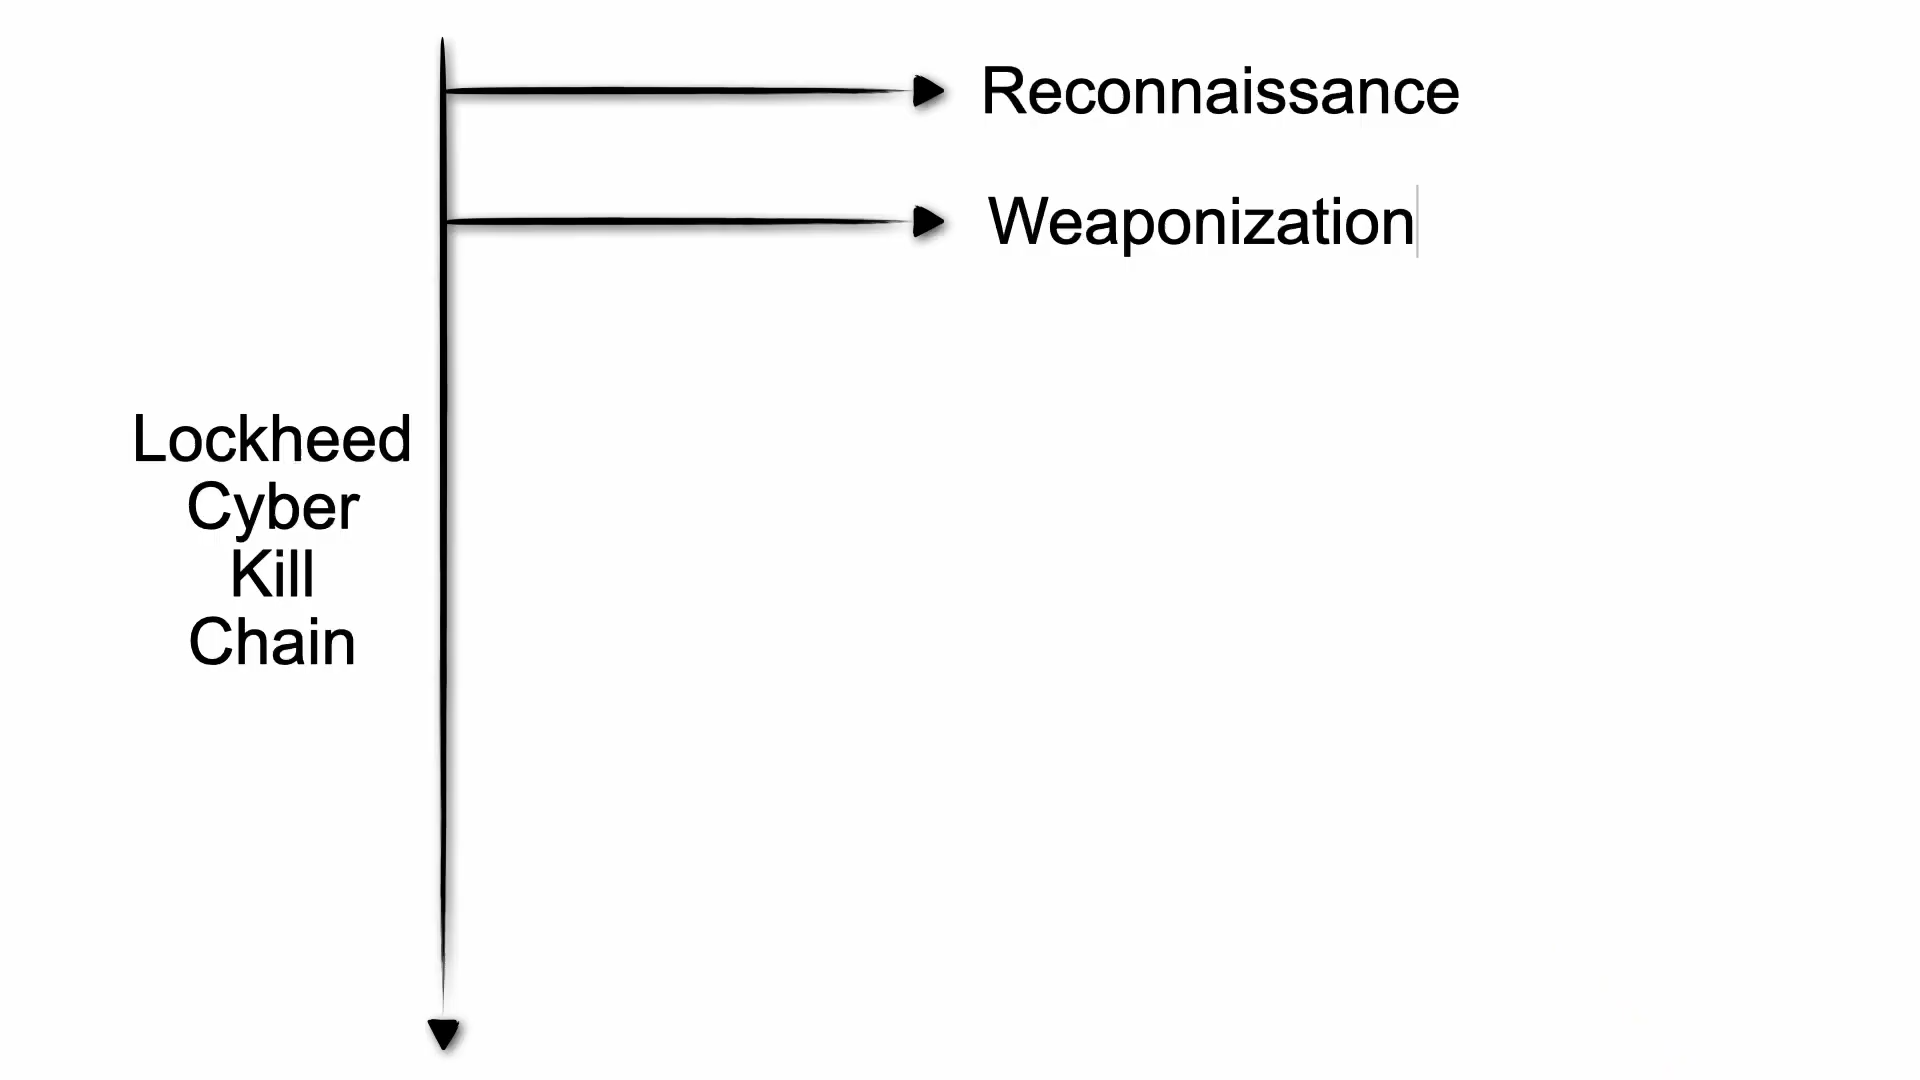 Reconnaissance
Weaponization
Lockheed
Cyber
Kill
Chain